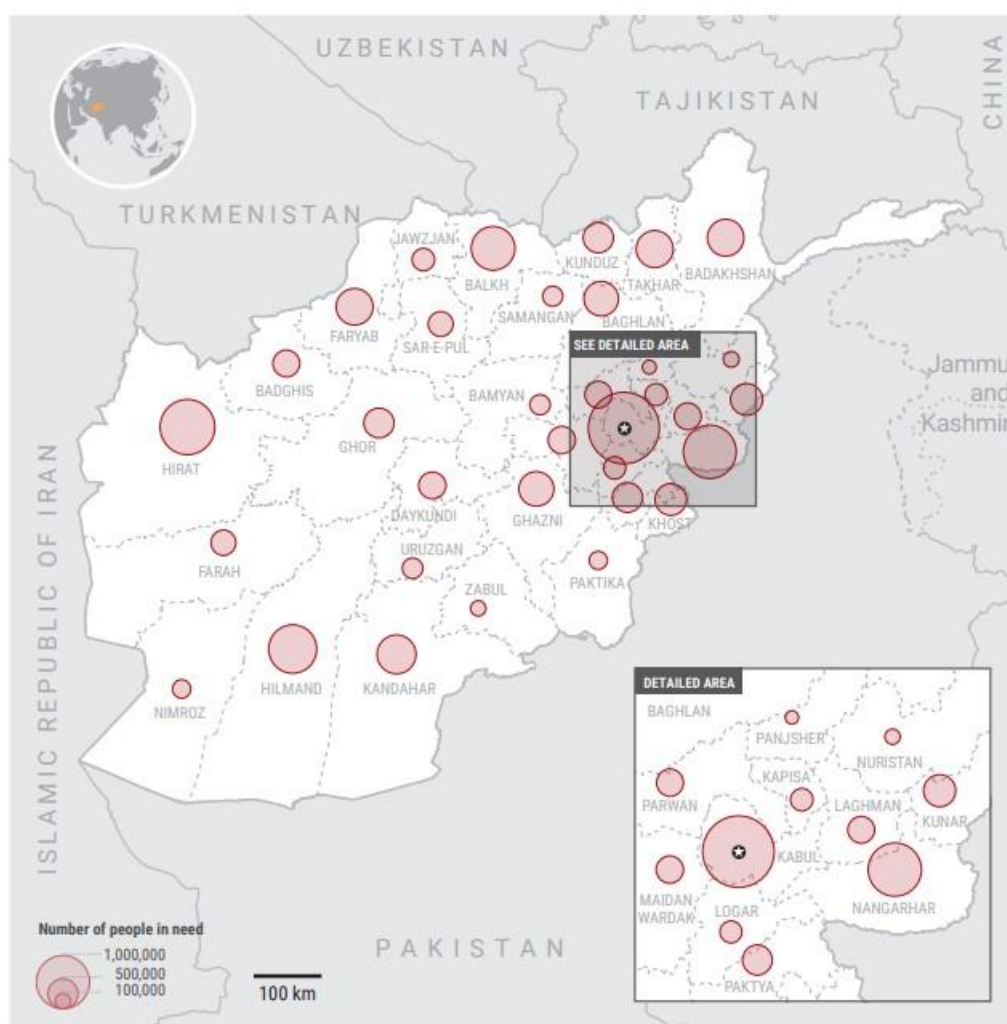 UZBEKISTAN
TAJIKISTAN
CHINA
TURKMENISTAN
JAWZJAN
BALKH
KUNDUZ
TAKHAR
BADAKHSHAN
SAMANGAN
BAGHLAN
FARYAB
SAR-E-PUL
SEE DETAILED AREA
BADGHIS
BAMYAN
Jammu
and
Kashmir
HIRAT
GHOR
DAYKUNDI
GHAZNI
KHOST
URUZGAN
FARAH
ZABUL
PAKTIKA
ISLAMIC REPUBLIC OF IRAN
HILMAND
KANDAHAR
NIMROZ
DETAILED AREA
BAGHLAN
PANJSHER
NURISTAN
KAPISA
PARWAN
LAGHMAN
KUNAR
KABUL
MAIDAN
WARDAK
NANGARHAR
LOGAR
PAKTYA
PAKISTAN
Number of people in need
1,000,000
500,000
100,000
100 km